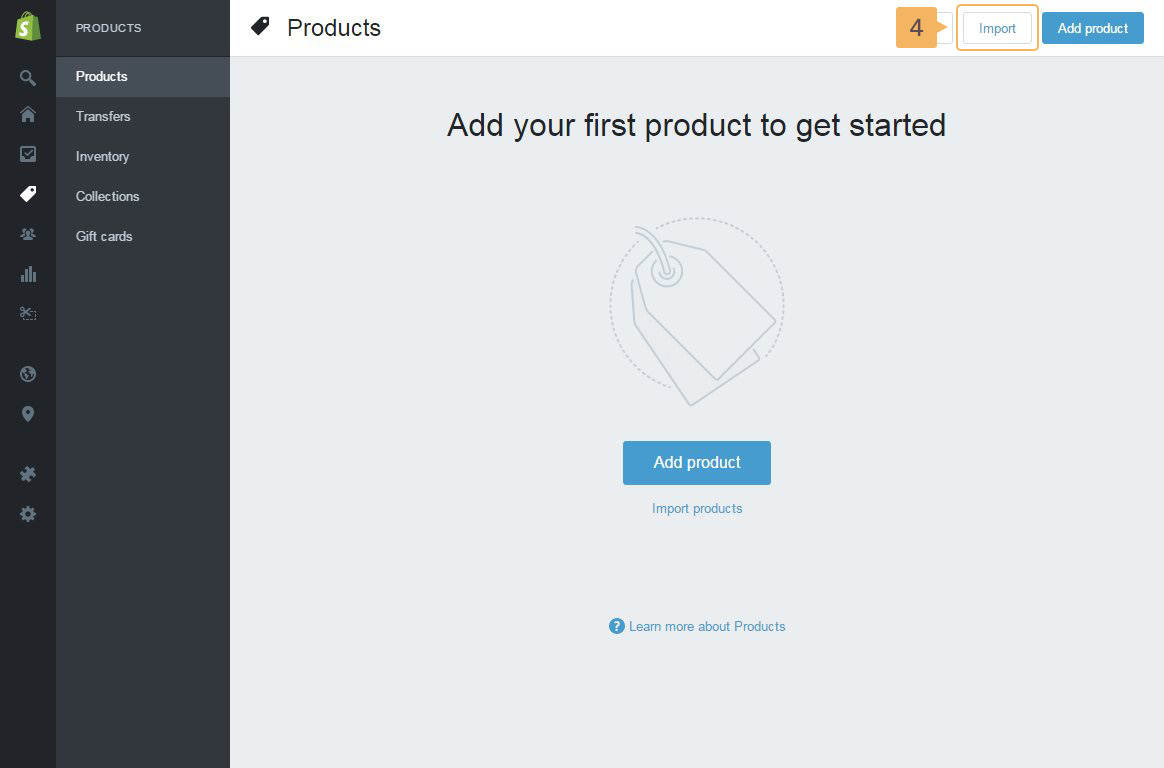 PRODUCTS
Products
Transfers
Inventory
Collections
Gift cards
Products
4
Import
Add product
Add your first product to get started
Add product
Import products
? Learn more about Products